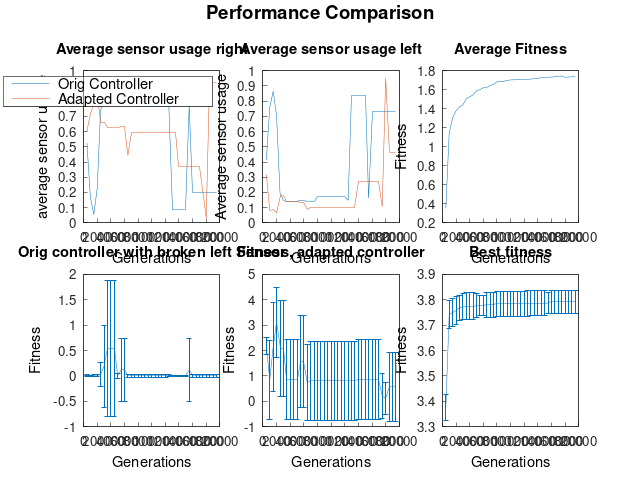 Performance Comparison
Average sensor usage right
Average sensor usage left
Average Fitness
Orig Controller
Adapted Controller
average sensor usage
1
0.9
0.8
0.7
0.6
0.5
0.4
0.3
0.2
0.1
0
Generations
Average sensor usage
1
0.9
0.8
0.7
0.6
0.5
0.4
0.3
0.2
0.1
0
Generations
Fitness
1.8
1.6
1.4
1.2
1
0.8
0.6
0.4
0.2
Generations
Orig controller with broken left Sensor
Fitness, adapted controller
Best fitness
Fitness
2
1.5
1
0.5
0
-0.5
-1
Generations
Fitness
5
4
3
2
1
0
-1
Generations
Fitness
3.9
3.8
3.7
3.6
3.5
3.4
3.3
Generations